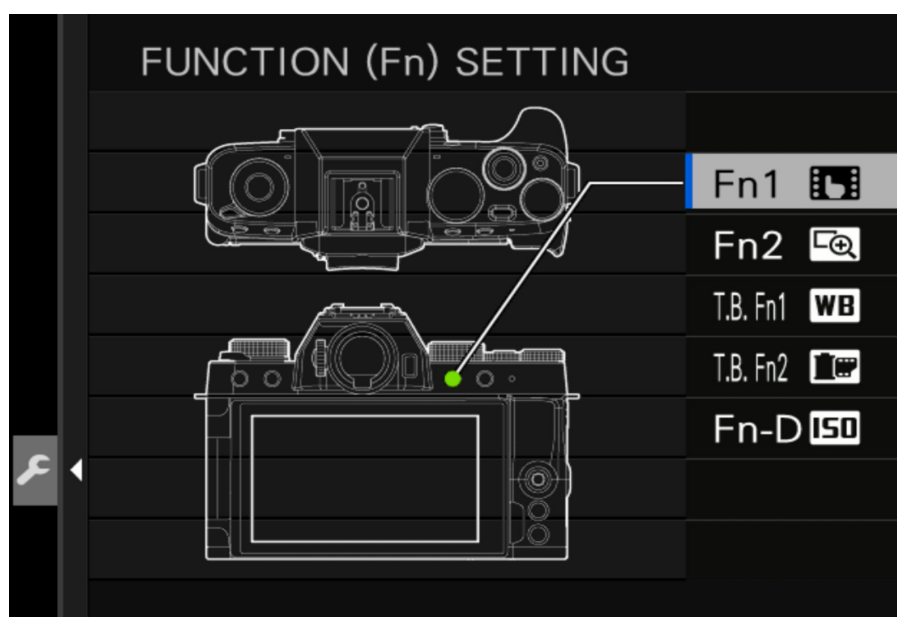 FUNCTION (Fn) SETTING
Fn1
Fn2
T.B. Fn1 WB
T.B. Fn2
Fn-D ISO